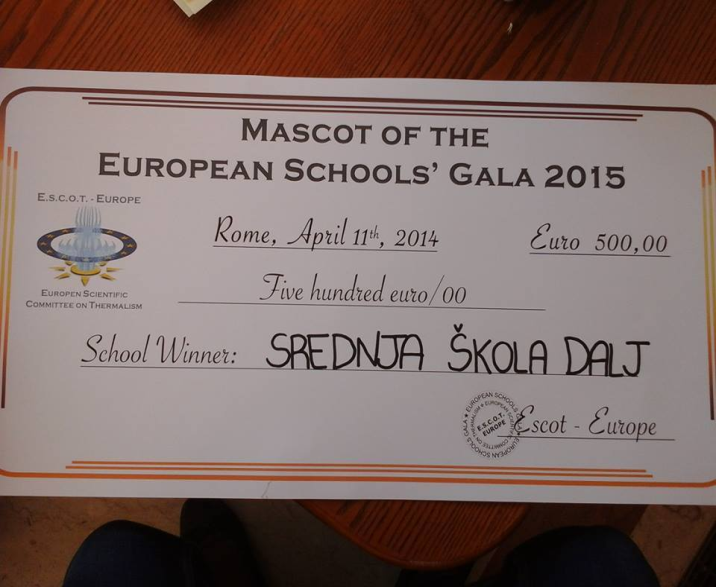 MASCOT OF THE
EUROPEAN SCHOOLS' GALA 2015
E.S.C.O.T. - EUROPE
EUROPEN SCIENTIFIC
COMMITTEE ON THERMALISM
Rome, April 11th, 2014
Euro 500,00
Five hundred euro/00
School Winner: SREDNJA ŠKOLA DALJ
E.S.C.O.T.
EUROPE
EUROPEAN SCHOOLS GALA
Escot - Europe